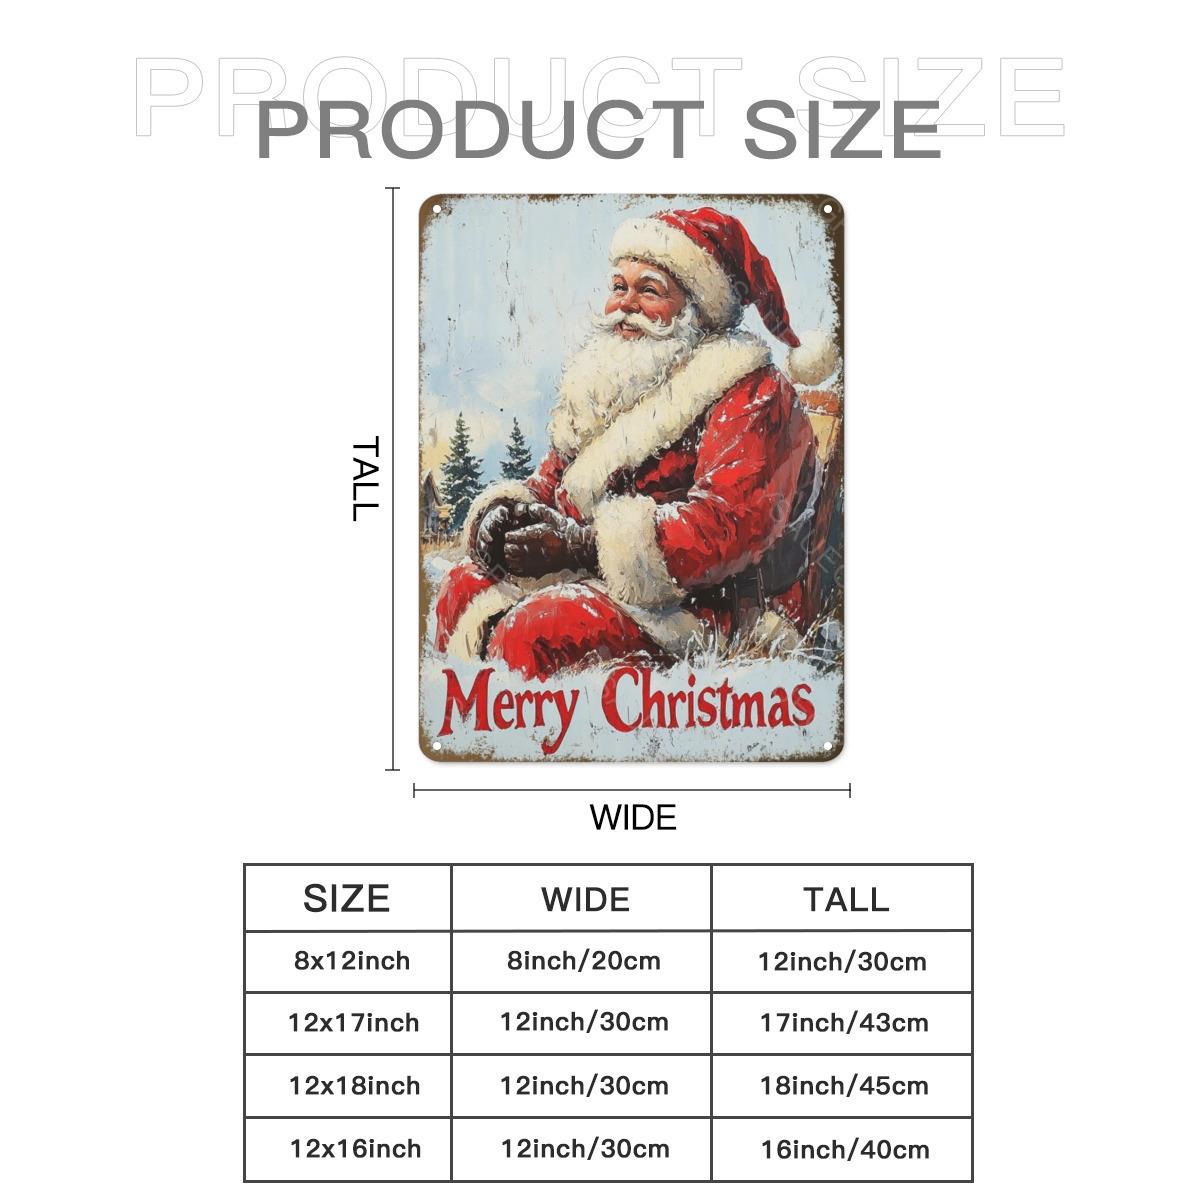 PRODUCT SIZE
PRODUCT SIZE
TALL
Merry Christmas
WIDE
SIZE WIDE TALL
8x12inch 8inch/20cm 12inch/30cm
12x17inch 12inch/30cm 17inch/43cm
12x18inch 12inch/30cm 18inch/45cm
12x16inch 12inch/30cm 16inch/40cm